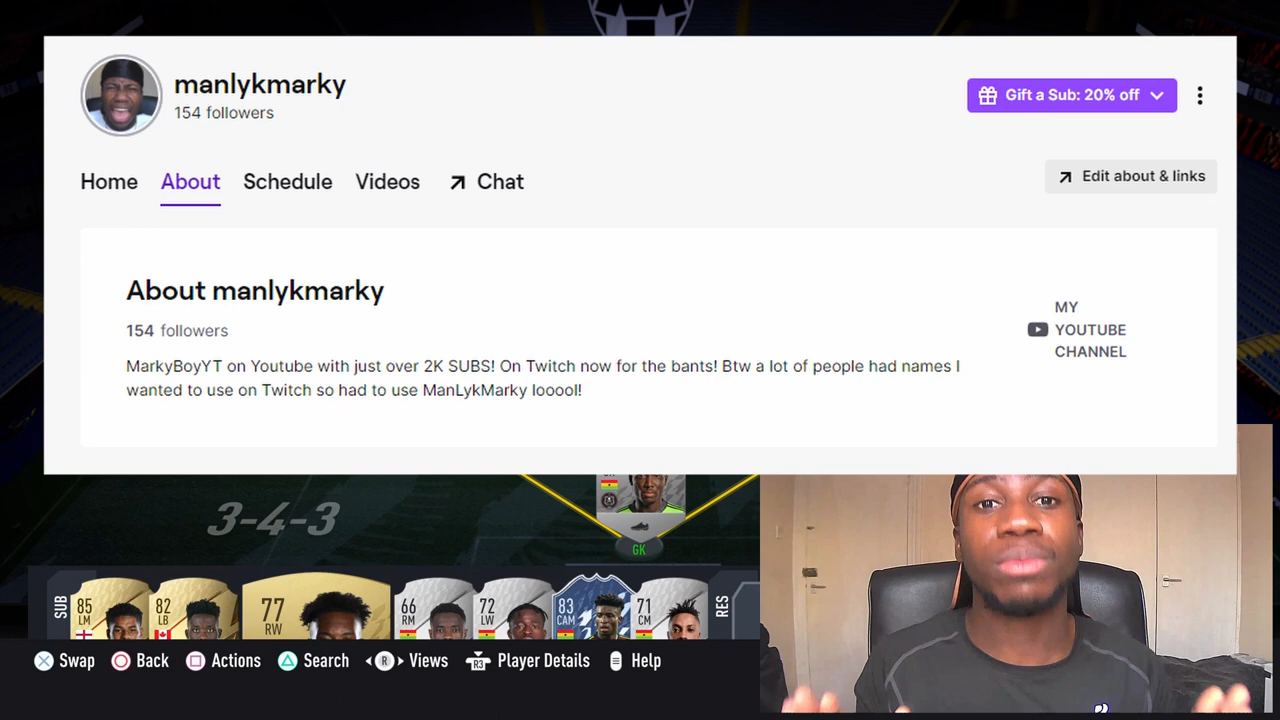 manlykmarky
154 followers
Gift a Sub: 20% off
Home About Schedule Videos Chat
Edit about & links
About manlykmarky
154 followers
MarkyBoyYT on Youtube with just over 2K SUBS! On Twitch now for the bants! Btw a lot of people had names I
wanted to use on Twitch so had to use ManLykMarky looool!
MY
YOUTUBE
CHANNEL
3-4-3
GK
SUB
85
LM
82
LB
77
RW
66
RM
72
LW
83
CAM
71
CM
RES
Swap Back Actions Search R Views R3 Player Details Help